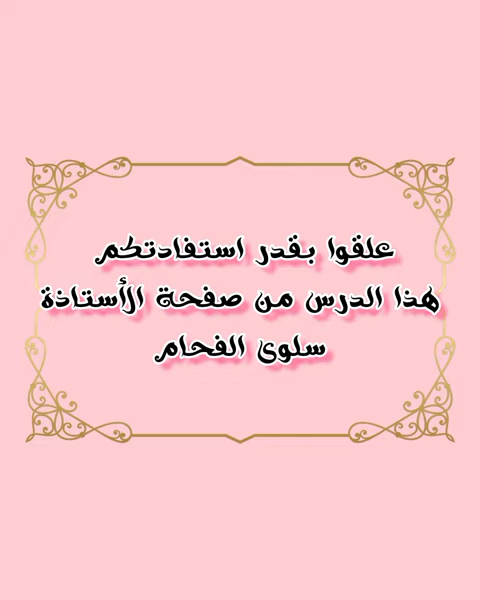 علقوا بقدر استفادتكم
هذا الدرس من صفحة الأستاذة
سلوى الفحام